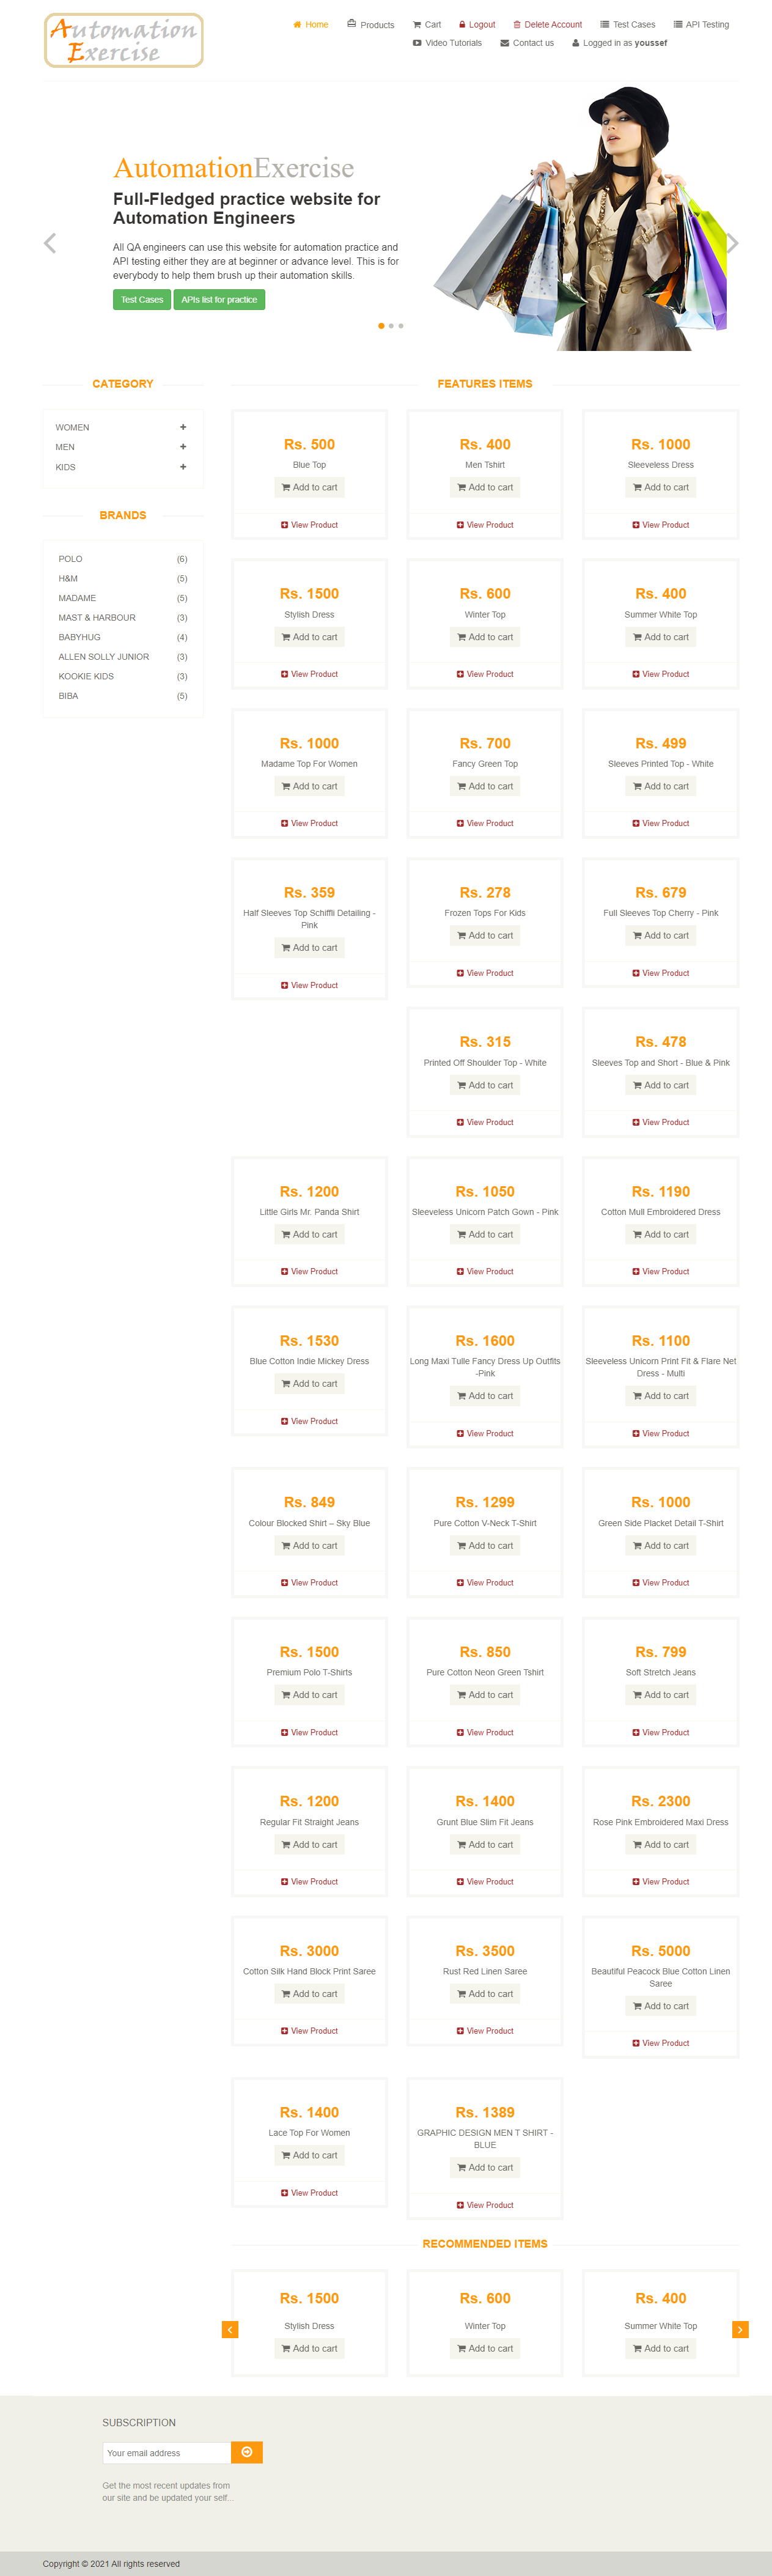 Automation
Exercise
Home Products Cart Logout Delete Account Test Cases API Testing
Video Tutorials Contact us Logged in as youssef
AutomationExercise
Full-Fledged practice website for
Automation Engineers
All QA engineers can use this website for automation practice and
API testing either they are at beginner or advance level. This is for
everybody to help them brush up their automation skills.
Test Cases APIs list for practice
CATEGORY
WOMEN
MEN
KIDS
BRANDS
POLO (6)
H&M (5)
MADAME (5)
MAST & HARBOUR (3)
BABYHUG (4)
ALLEN SOLLY JUNIOR (3)
KOOKIE KIDS (3)
BIBA (5)
FEATURES ITEMS
Rs. 500
Blue Top
Add to cart
View Product
Rs. 400
Men Tshirt
Add to cart
View Product
Rs. 1000
Sleeveless Dress
Add to cart
View Product
Rs. 1500
Stylish Dress
Add to cart
View Product
Rs. 600
Winter Top
Add to cart
View Product
Rs. 400
Summer White Top
Add to cart
View Product
Rs. 1000
Madame Top For Women
Add to cart
View Product
Rs. 700
Fancy Green Top
Add to cart
View Product
Rs. 499
Sleeves Printed Top - White
Add to cart
View Product
Rs. 359
Half Sleeves Top Schiffli Detailing -
Pink
Add to cart
View Product
Rs. 278
Frozen Tops For Kids
Add to cart
View Product
Rs. 679
Full Sleeves Top Cherry - Pink
Add to cart
View Product
Rs. 315
Printed Off Shoulder Top - White
Add to cart
View Product
Rs. 478
Sleeves Top and Short - Blue & Pink
Add to cart
View Product
Rs. 1200
Little Girls Mr. Panda Shirt
Add to cart
View Product
Rs. 1050
Sleeveless Unicorn Patch Gown - Pink
Add to cart
View Product
Rs. 1190
Cotton Mull Embroidered Dress
Add to cart
View Product
Rs. 1530
Blue Cotton Indie Mickey Dress
Add to cart
View Product
Rs. 1600
Long Maxi Tulle Fancy Dress Up Outfits
-Pink
Add to cart
View Product
Rs. 1100
Sleeveless Unicorn Print Fit & Flare Net
Dress - Multi
Add to cart
View Product
Rs. 849
Colour Blocked Shirt – Sky Blue
Add to cart
View Product
Rs. 1299
Pure Cotton V-Neck T-Shirt
Add to cart
View Product
Rs. 1000
Green Side Placket Detail T-Shirt
Add to cart
View Product
Rs. 1500
Premium Polo T-Shirts
Add to cart
View Product
Rs. 850
Pure Cotton Neon Green Tshirt
Add to cart
View Product
Rs. 799
Soft Stretch Jeans
Add to cart
View Product
Rs. 1200
Regular Fit Straight Jeans
Add to cart
View Product
Rs. 1400
Grunt Blue Slim Fit Jeans
Add to cart
View Product
Rs. 2300
Rose Pink Embroidered Maxi Dress
Add to cart
View Product
Rs. 3000
Cotton Silk Hand Block Print Saree
Add to cart
View Product
Rs. 3500
Rust Red Linen Saree
Add to cart
View Product
Rs. 5000
Beautiful Peacock Blue Cotton Linen
Saree
Add to cart
View Product
Rs. 1400
Lace Top For Women
Add to cart
View Product
Rs. 1389
GRAPHIC DESIGN MEN T SHIRT -
BLUE
Add to cart
View Product
RECOMMENDED ITEMS
Rs. 1500
Stylish Dress
Add to cart
Rs. 600
Winter Top
Add to cart
Rs. 400
Summer White Top
Add to cart
SUBSCRIPTION
Your email address
Get the most recent updates from
our site and be updated your self...
Copyright © 2021 All rights reserved